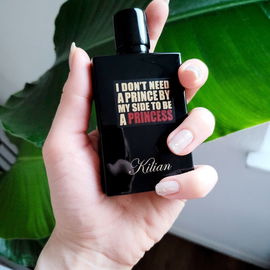 I DON'T NEED
A PRINCE BY
MY SIDE TO BE
A PRINCESS
Kilian